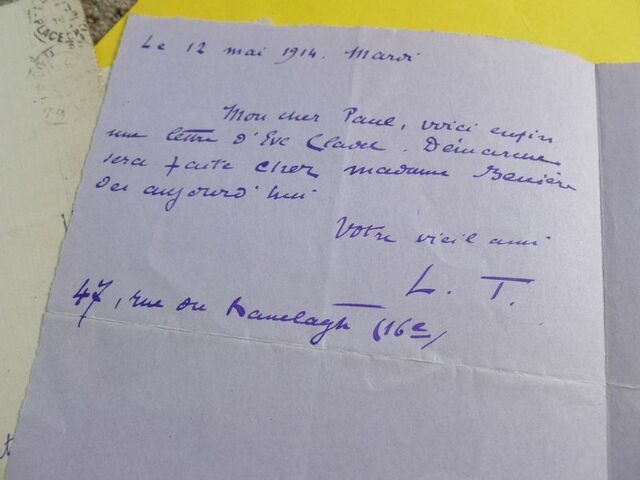 Le 12 mai 1914. Mardi
Mon cher Paul, voici enfin
une lettre d'Eve. Démarche
sera faite chez madame
dès aujourd'hui
Votre vieil ami
L. T.
47, rue du Ranelagh (16e)
PLACE